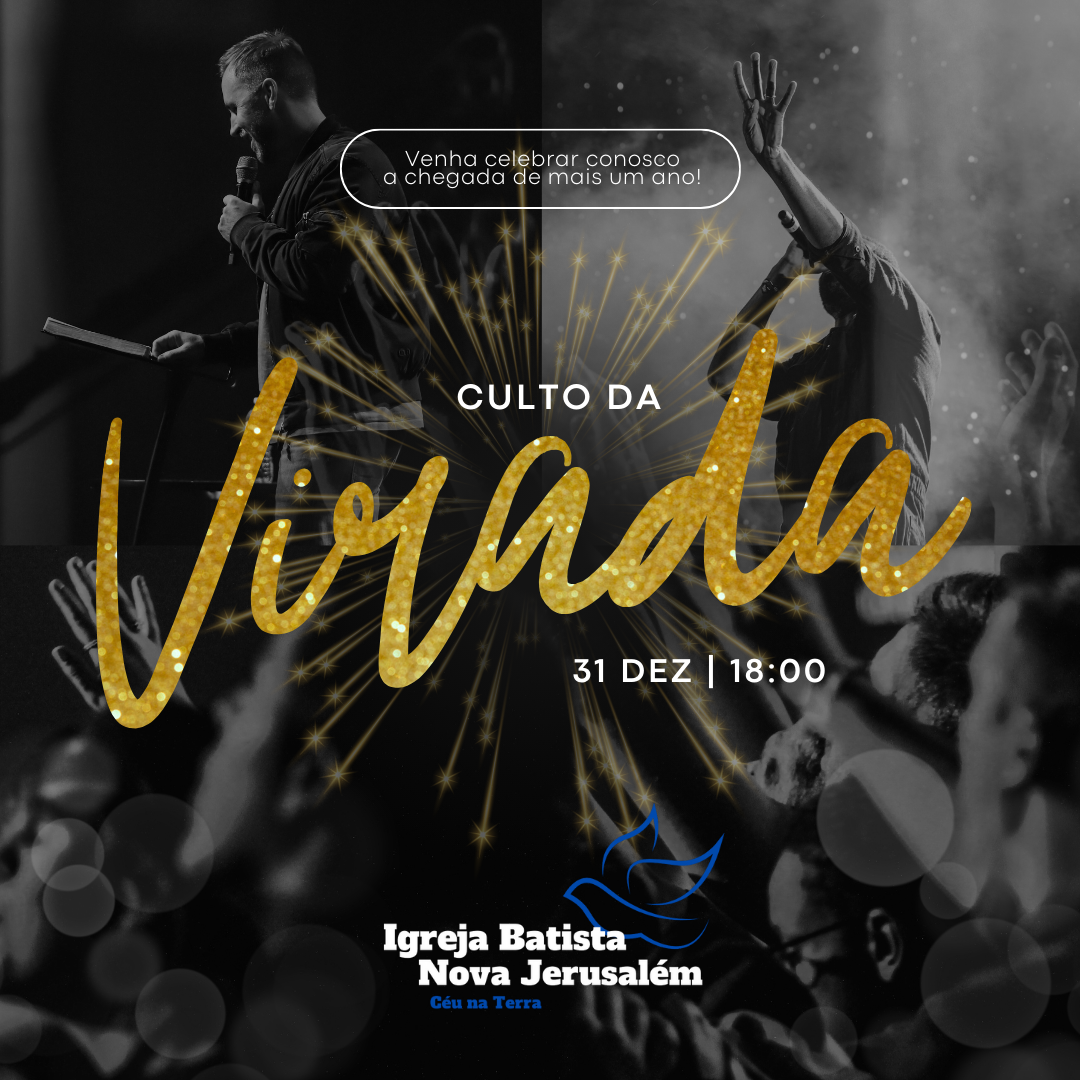 Venha celebrar conosco
a chegada de mais um ano!
CULTO DA
Virada
31 DEZ | 18:00
Igreja Batista
Nova Jerusalém
Céu na Terra